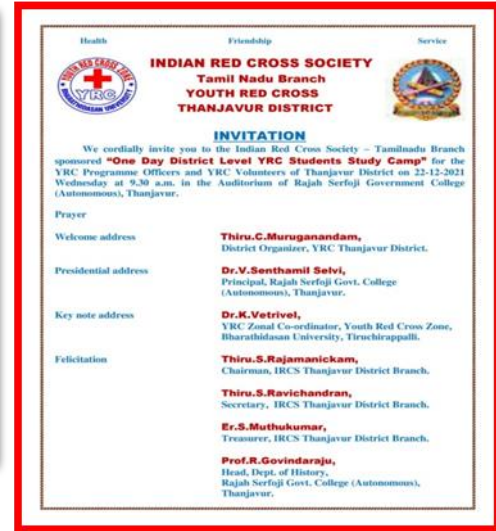 Health Friendship Service
YOUTH RED CROSS ZONE
YRC
BHARATHIDASAN UNIVERSITY
INDIAN RED CROSS SOCIETY
Tamil Nadu Branch
YOUTH RED CROSS
THANJAVUR DISTRICT
INVITATION
We cordially invite you to the Indian Red Cross Society – Tamilnadu Branch
sponsored “One Day District Level YRC Students Study Camp” for the
YRC Programme Officers and YRC Volunteers of Thanjavur District on 22-12-2021
Wednesday at 9.30 a.m. in the Auditorium of Rajah Serfoji Government College
(Autonomous), Thanjavur.
Prayer
Welcome address Thiru.C.Muruganandam,
District Organizer, YRC Thanjavur District.
Presidential address Dr.V.Senthamil Selvi,
Principal, Rajah Serfoji Govt. College
(Autonomous), Thanjavur.
Key note address Dr.K.Vetrivel,
YRC Zonal Co-ordinator, Youth Red Cross Zone,
Bharathidasan University, Tiruchirappalli.
Felicitation Thiru.S.Rajamanickam,
Chairman, IRCS Thanjavur District Branch.
Thiru.S.Ravichandran,
Secretary, IRCS Thanjavur District Branch.
Er.S.Muthukumar,
Treasurer, IRCS Thanjavur District Branch.
Prof.R.Govindaraju,
Head, Dept. of History,
Rajah Serfoji Govt. College (Autonomous),
Thanjavur.